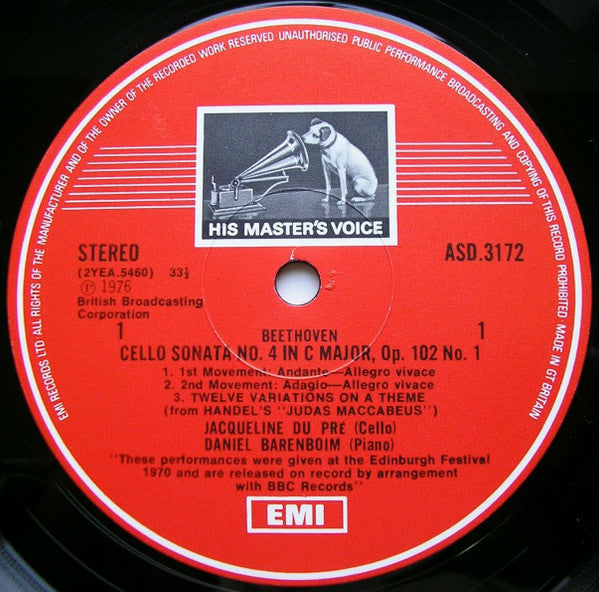 EMI RECORDS LTD ALL RIGHTS OF THE MANUFACTURER AND OF THE OWNER OF THE RECORDED WORK RESERVED UNAUTHORISED PUBLIC PERFORMANCE BROADCASTING AND COPYING OF THIS RECORD PROHIBITED · MADE IN GT BRITAIN
HIS MASTER'S VOICE
STEREO
ASD.3172
(2YEA.5460) 33⅓
Ⓟ 1976
British Broadcasting
Corporation
1 1
BEETHOVEN
CELLO SONATA NO. 4 IN C MAJOR, Op. 102 No. 1
1. 1st Movement: Andante—Allegro vivace
2. 2nd Movement: Adagio—Allegro vivace
3. TWELVE VARIATIONS ON A THEME
(from HANDEL'S "JUDAS MACCABEUS")
JACQUELINE DU PRÉ (Cello)
DANIEL BARENBOIM (Piano)
"These performances were given at the Edinburgh Festival
1970 and are released on record by arrangement
with BBC Records"
EMI